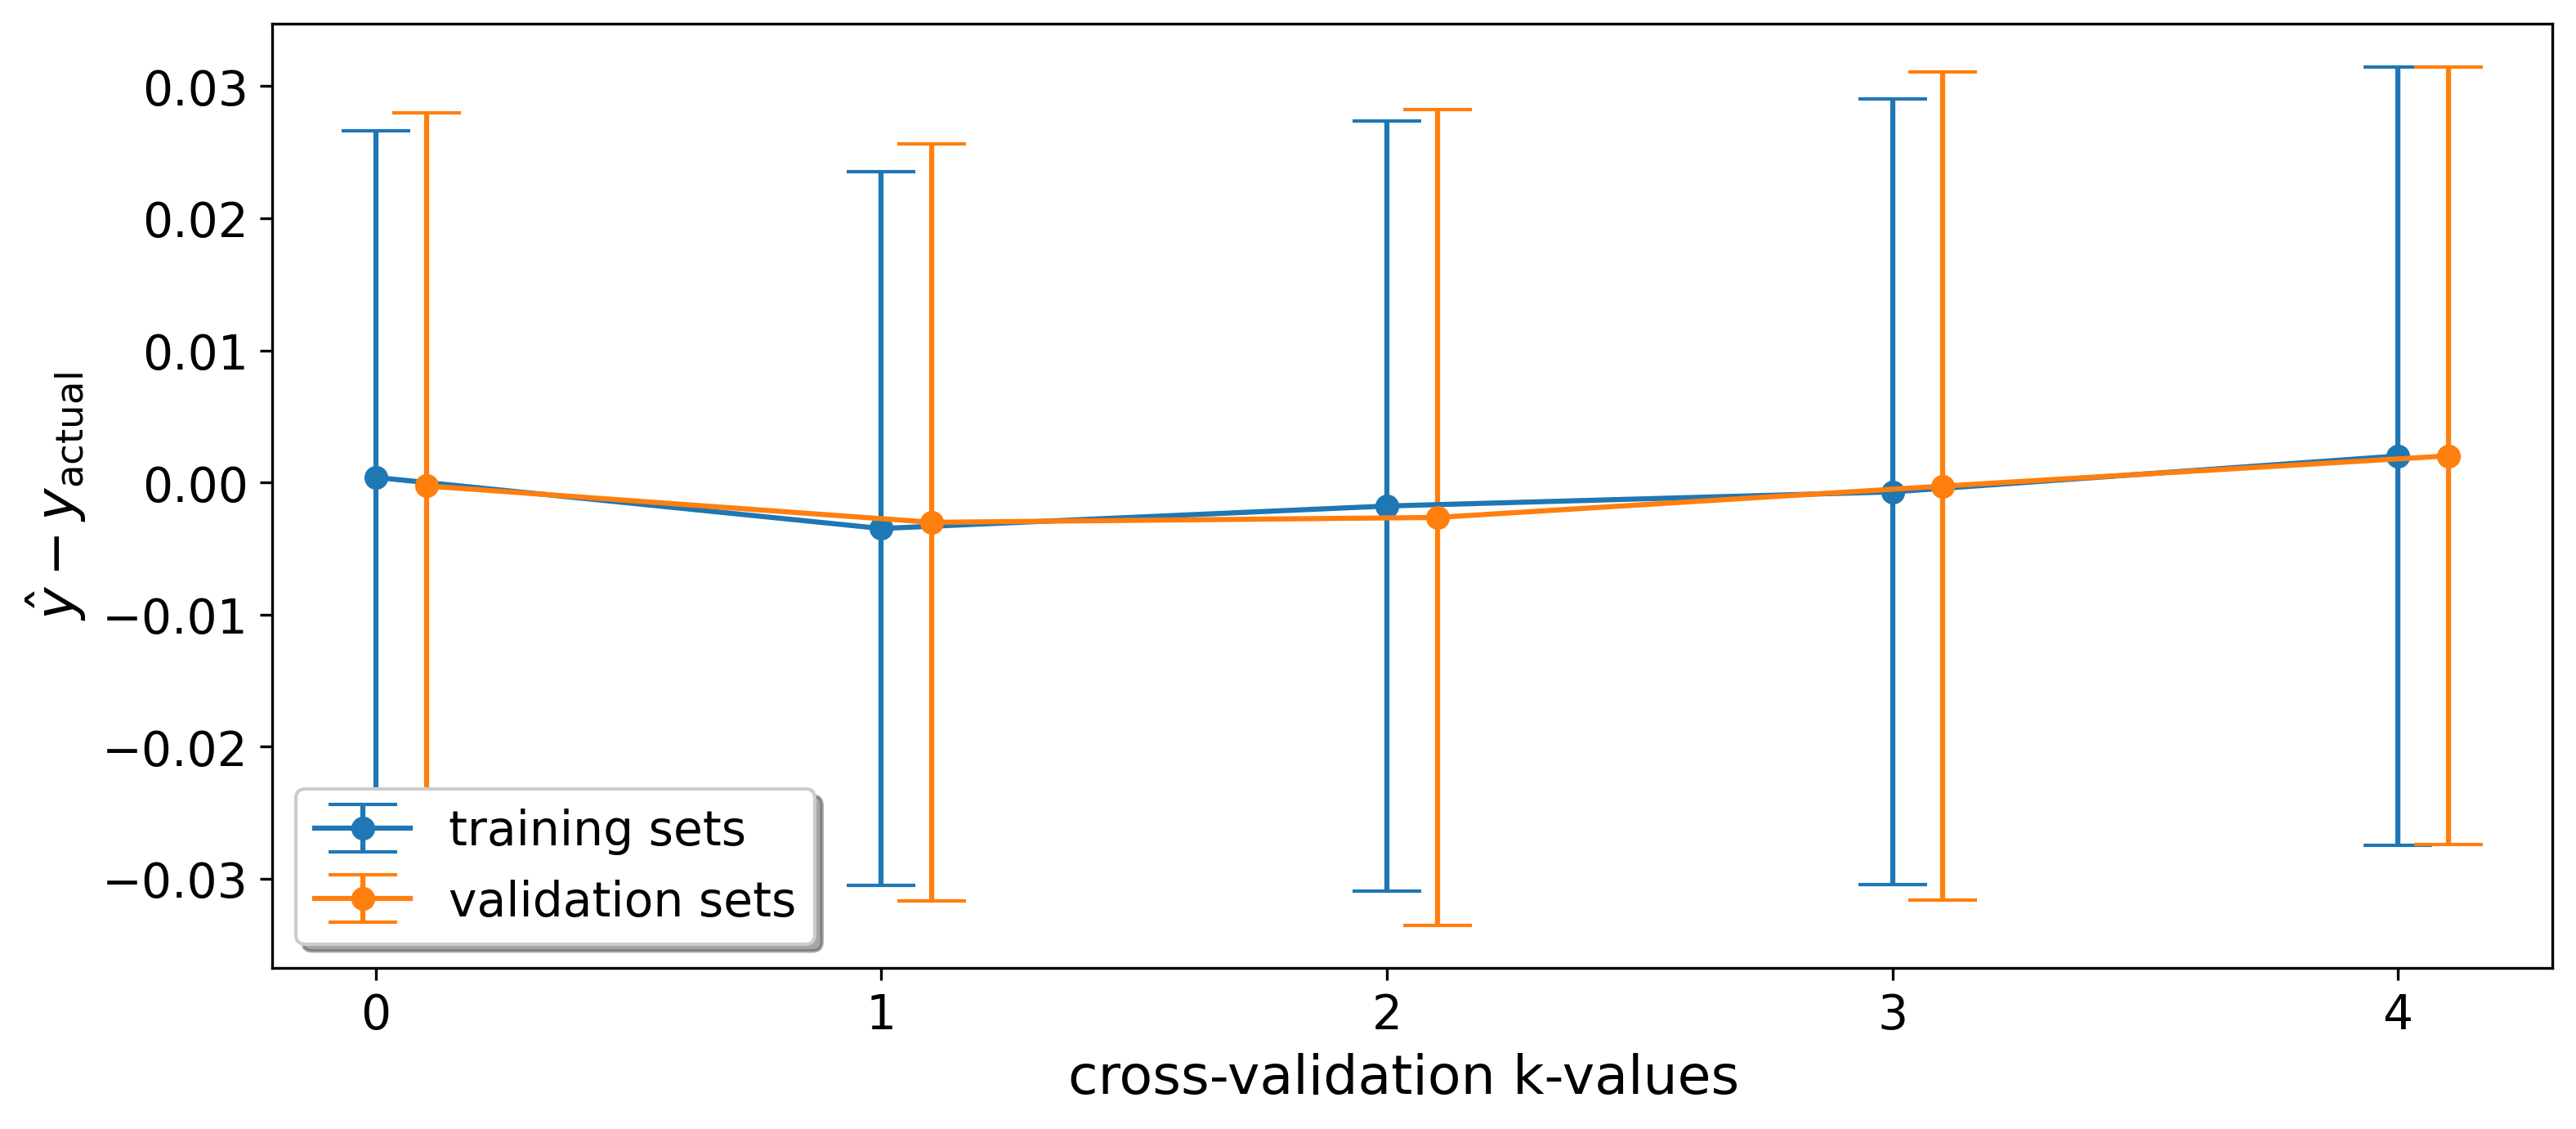 0.03
0.02
0.01
0.00
−0.01
−0.02
−0.03
ŷ − y actual
training sets
validation sets
0 1 2 3 4
cross-validation k-values